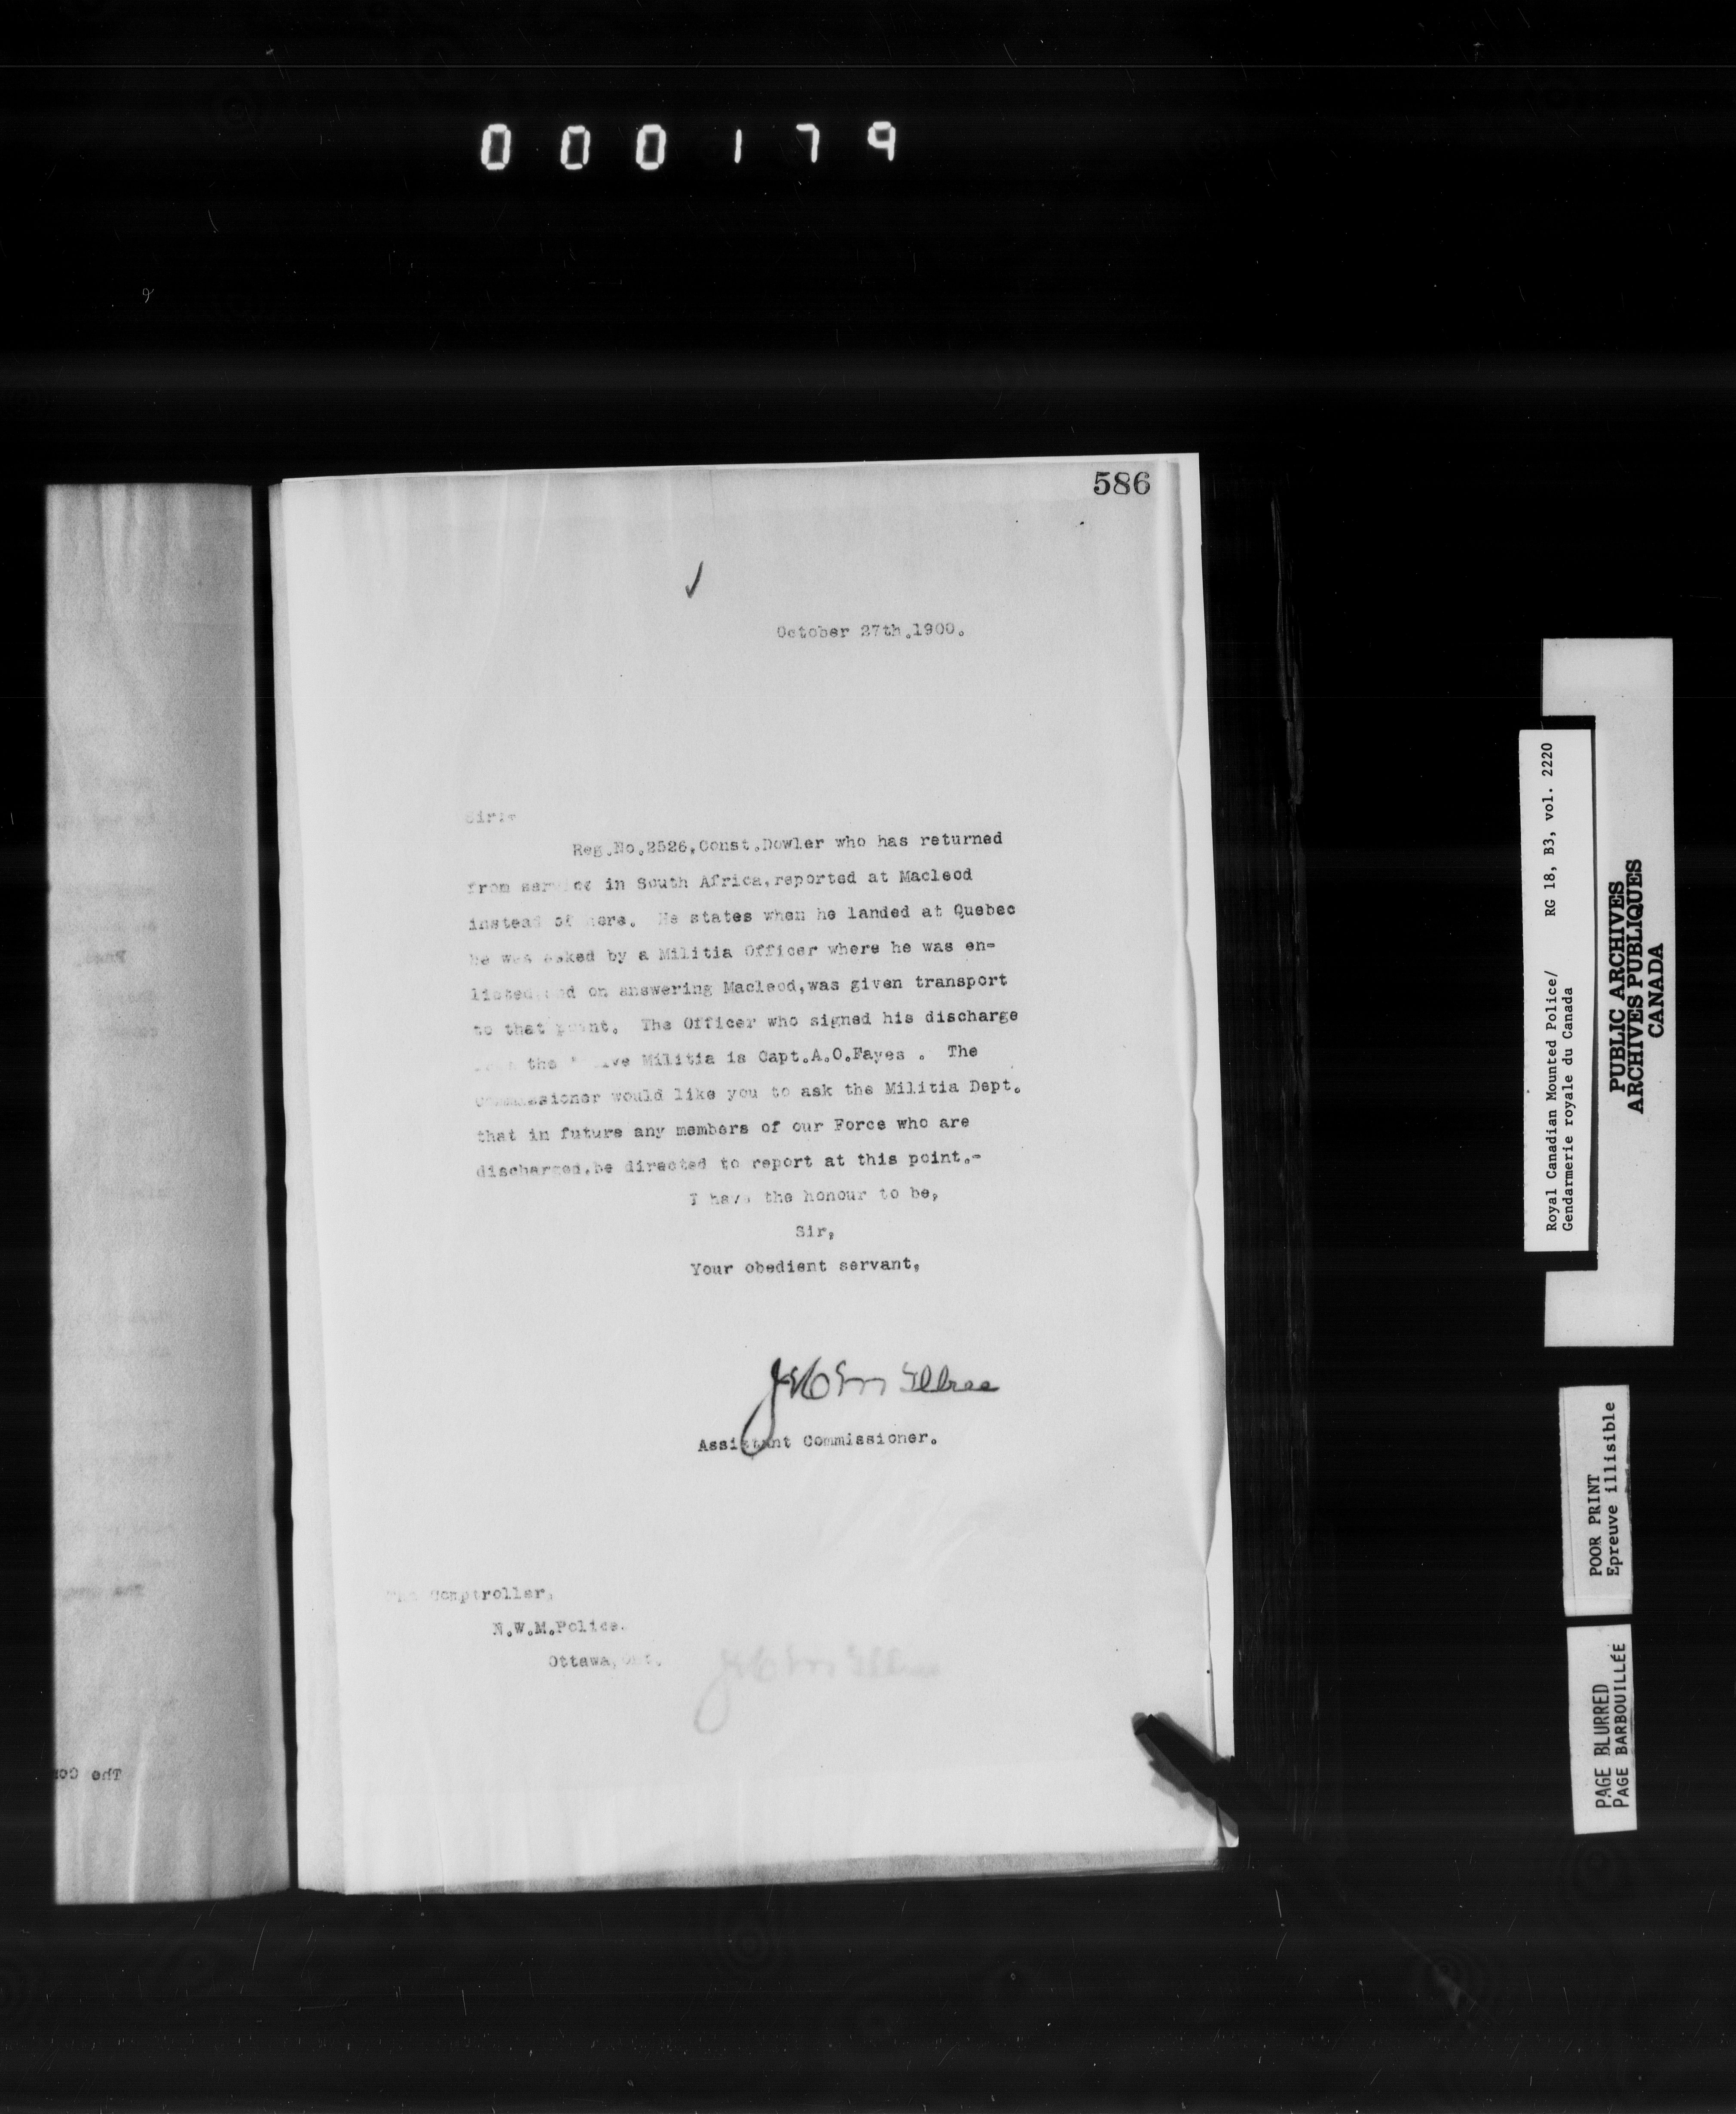 000179
586
October 27th.1900.
Sir:-
Reg.No.2526,Const.Dowler who has returned
from service in South Africa,reported at Macleod
instead of here. He states when he landed at Quebec
he was asked by a Militia Officer where he was en-
listed,and on answering Macleod,was given transport
to that point. The Officer who signed his discharge
the Militia is Capt.A.O.Fayes . The
Commissioner would like you to ask the Militia Dept.
that in future any members of our Force who are
discharged,be directed to report at this point.-
I have the honour to be,
Sir,
Your obedient servant,
Assistant Commissioner.
The Comptroller,
N.W.M.Police.
Ottawa,Ont.
The Com
Royal Canadian Mounted Police/ RG 18, B3, vol. 2220
Gendarmerie royale du Canada
PUBLIC ARCHIVES
ARCHIVES PUBLIQUES
CANADA
POOR PRINT
Epreuve illisible
PAGE BLURRED
PAGE BARBOUILLÉE